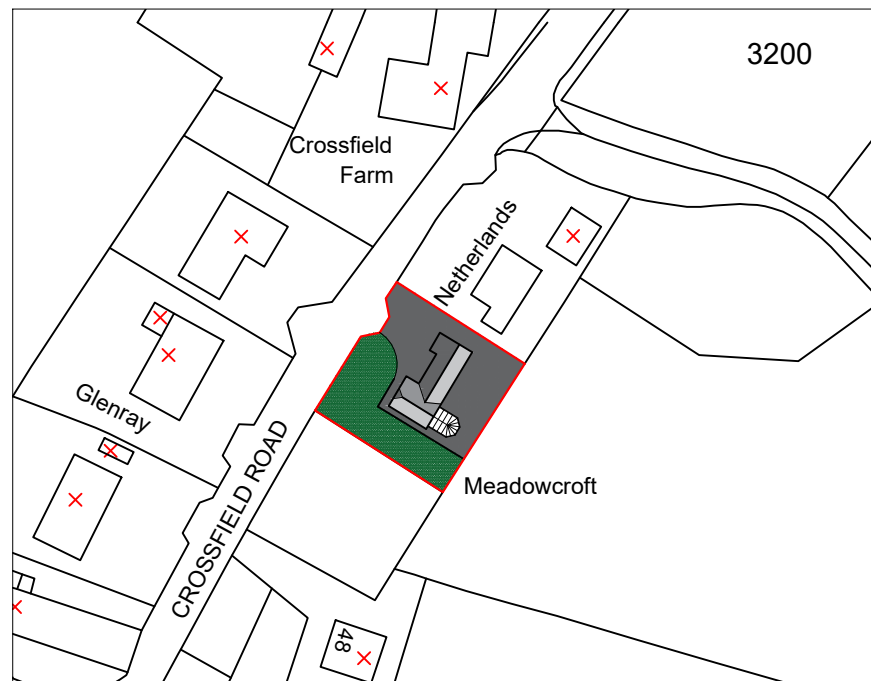 3200
Crossfield
Farm
Netherlands
Glenray
CROSSFIELD ROAD
Meadowcroft
48